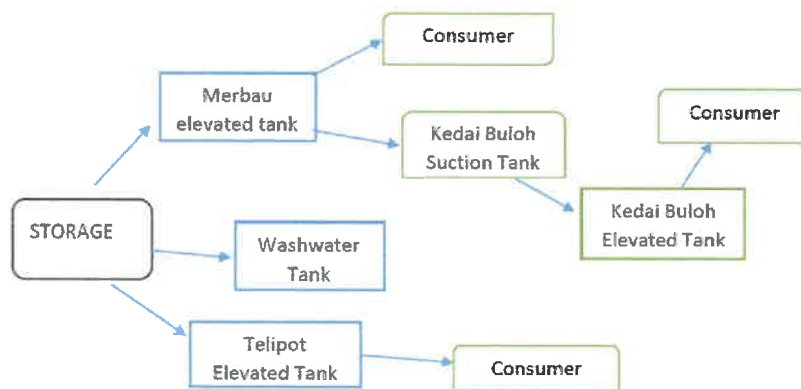 Consumer
Merbau
elevated tank
Kedai Buloh
Suction Tank
Consumer
Kedai Buloh
Elevated Tank
STORAGE
Washwater
Tank
Telipot
Elevated Tank
Consumer